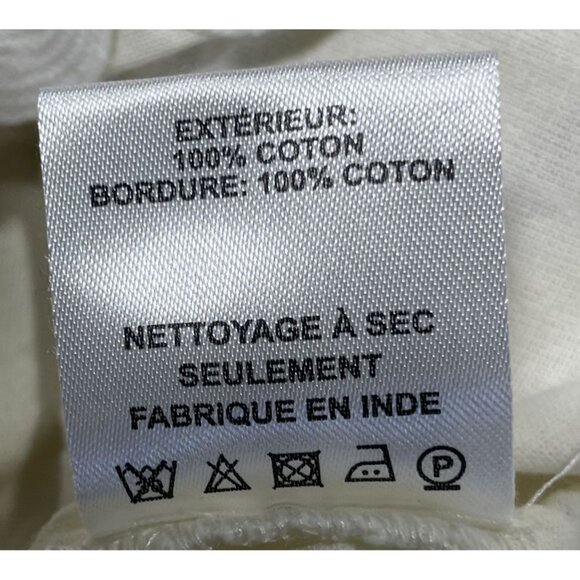 EXTÉRIEUR:
100% COTON
BORDURE: 100% COTON
NETTOYAGE À SEC
SEULEMENT
FABRIQUE EN INDE
P